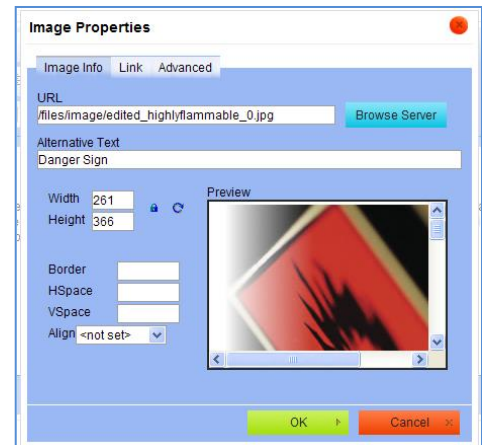 Image Properties
Image Info Link Advanced
URL
/files/image/edited_highlyflammable_0.jpg Browse Server
Alternative Text
Danger Sign
Width 261
Height 366
Preview
Border
HSpace
VSpace
Align <not set>
OK Cancel